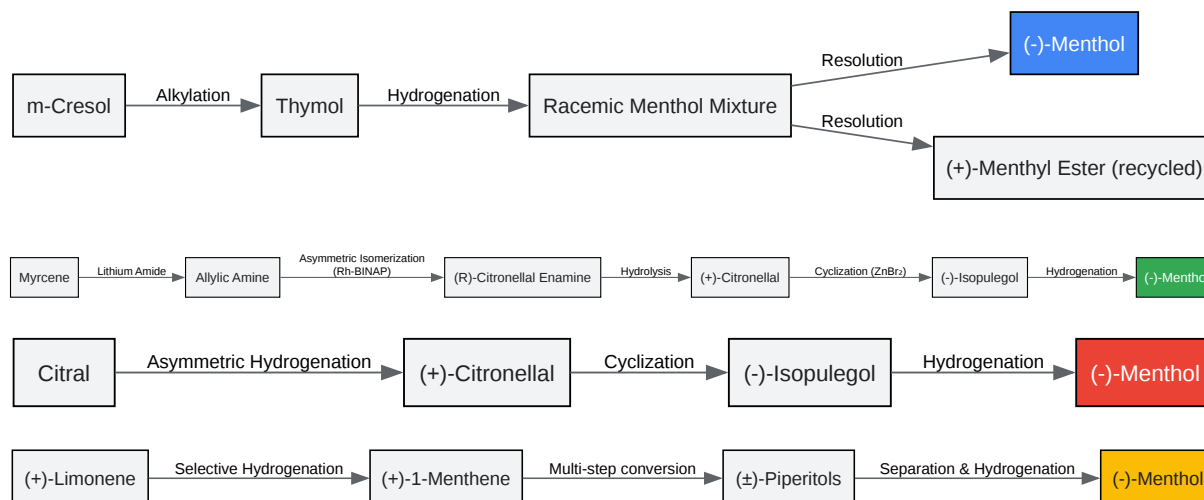 m-Cresol
Alkylation
Thymol
Hydrogenation
Racemic Menthol Mixture
Resolution
(-)-Menthol
Resolution
(+)-Menthyl Ester (recycled)
Myrcene
Lithium Amide
Allylic Amine
Asymmetric Isomerization
(Rh-BINAP)
(R)-Citronellal Enamine
Hydrolysis
(+)-Citronellal
Cyclization (ZnBr₂)
(-)-Isopulegol
Hydrogenation
(-)-Menthol
Citral
Asymmetric Hydrogenation
(+)-Citronellal
Cyclization
(-)-Isopulegol
Hydrogenation
(-)-Menthol
(+)-Limonene
Selective Hydrogenation
(+)-1-Menthene
Multi-step conversion
(±)-Piperitols
Separation & Hydrogenation
(-)-Menthol